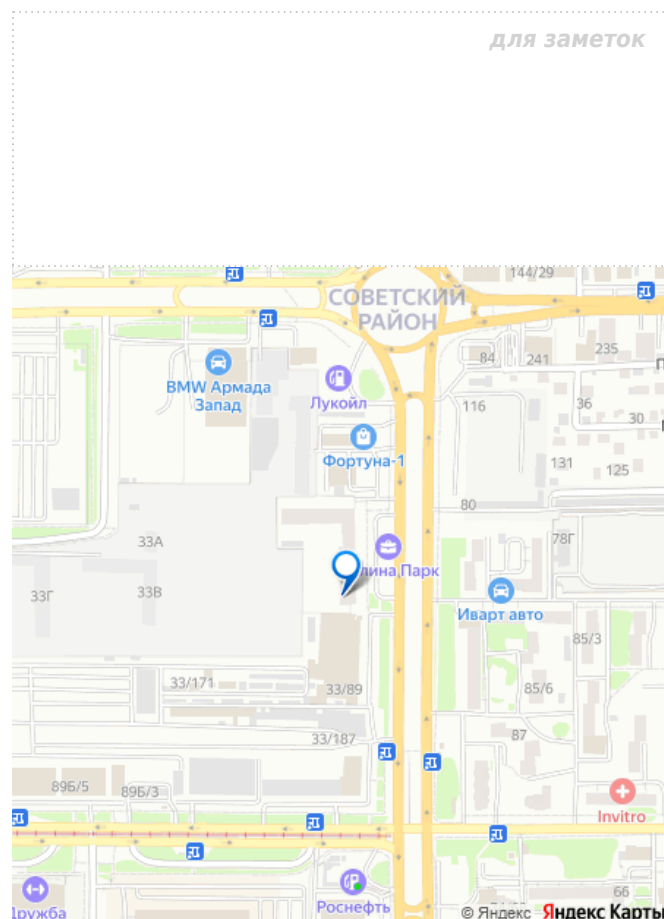 для заметок
144/29
СОВЕТСКИЙ
РАЙОН
235
84
241
BMW Армада
Запад
Лукойл
116
36
30
Фортуна-1
131
125
80
33А
78Г
лина Парк
33Г
33В
Иварт авто
85/3
33/171
33/89
85/6
33/187
87
89Б/5
89Б/3
Invitro
Роснефть
66
Дружба
© Яндекс Яндекс Карты